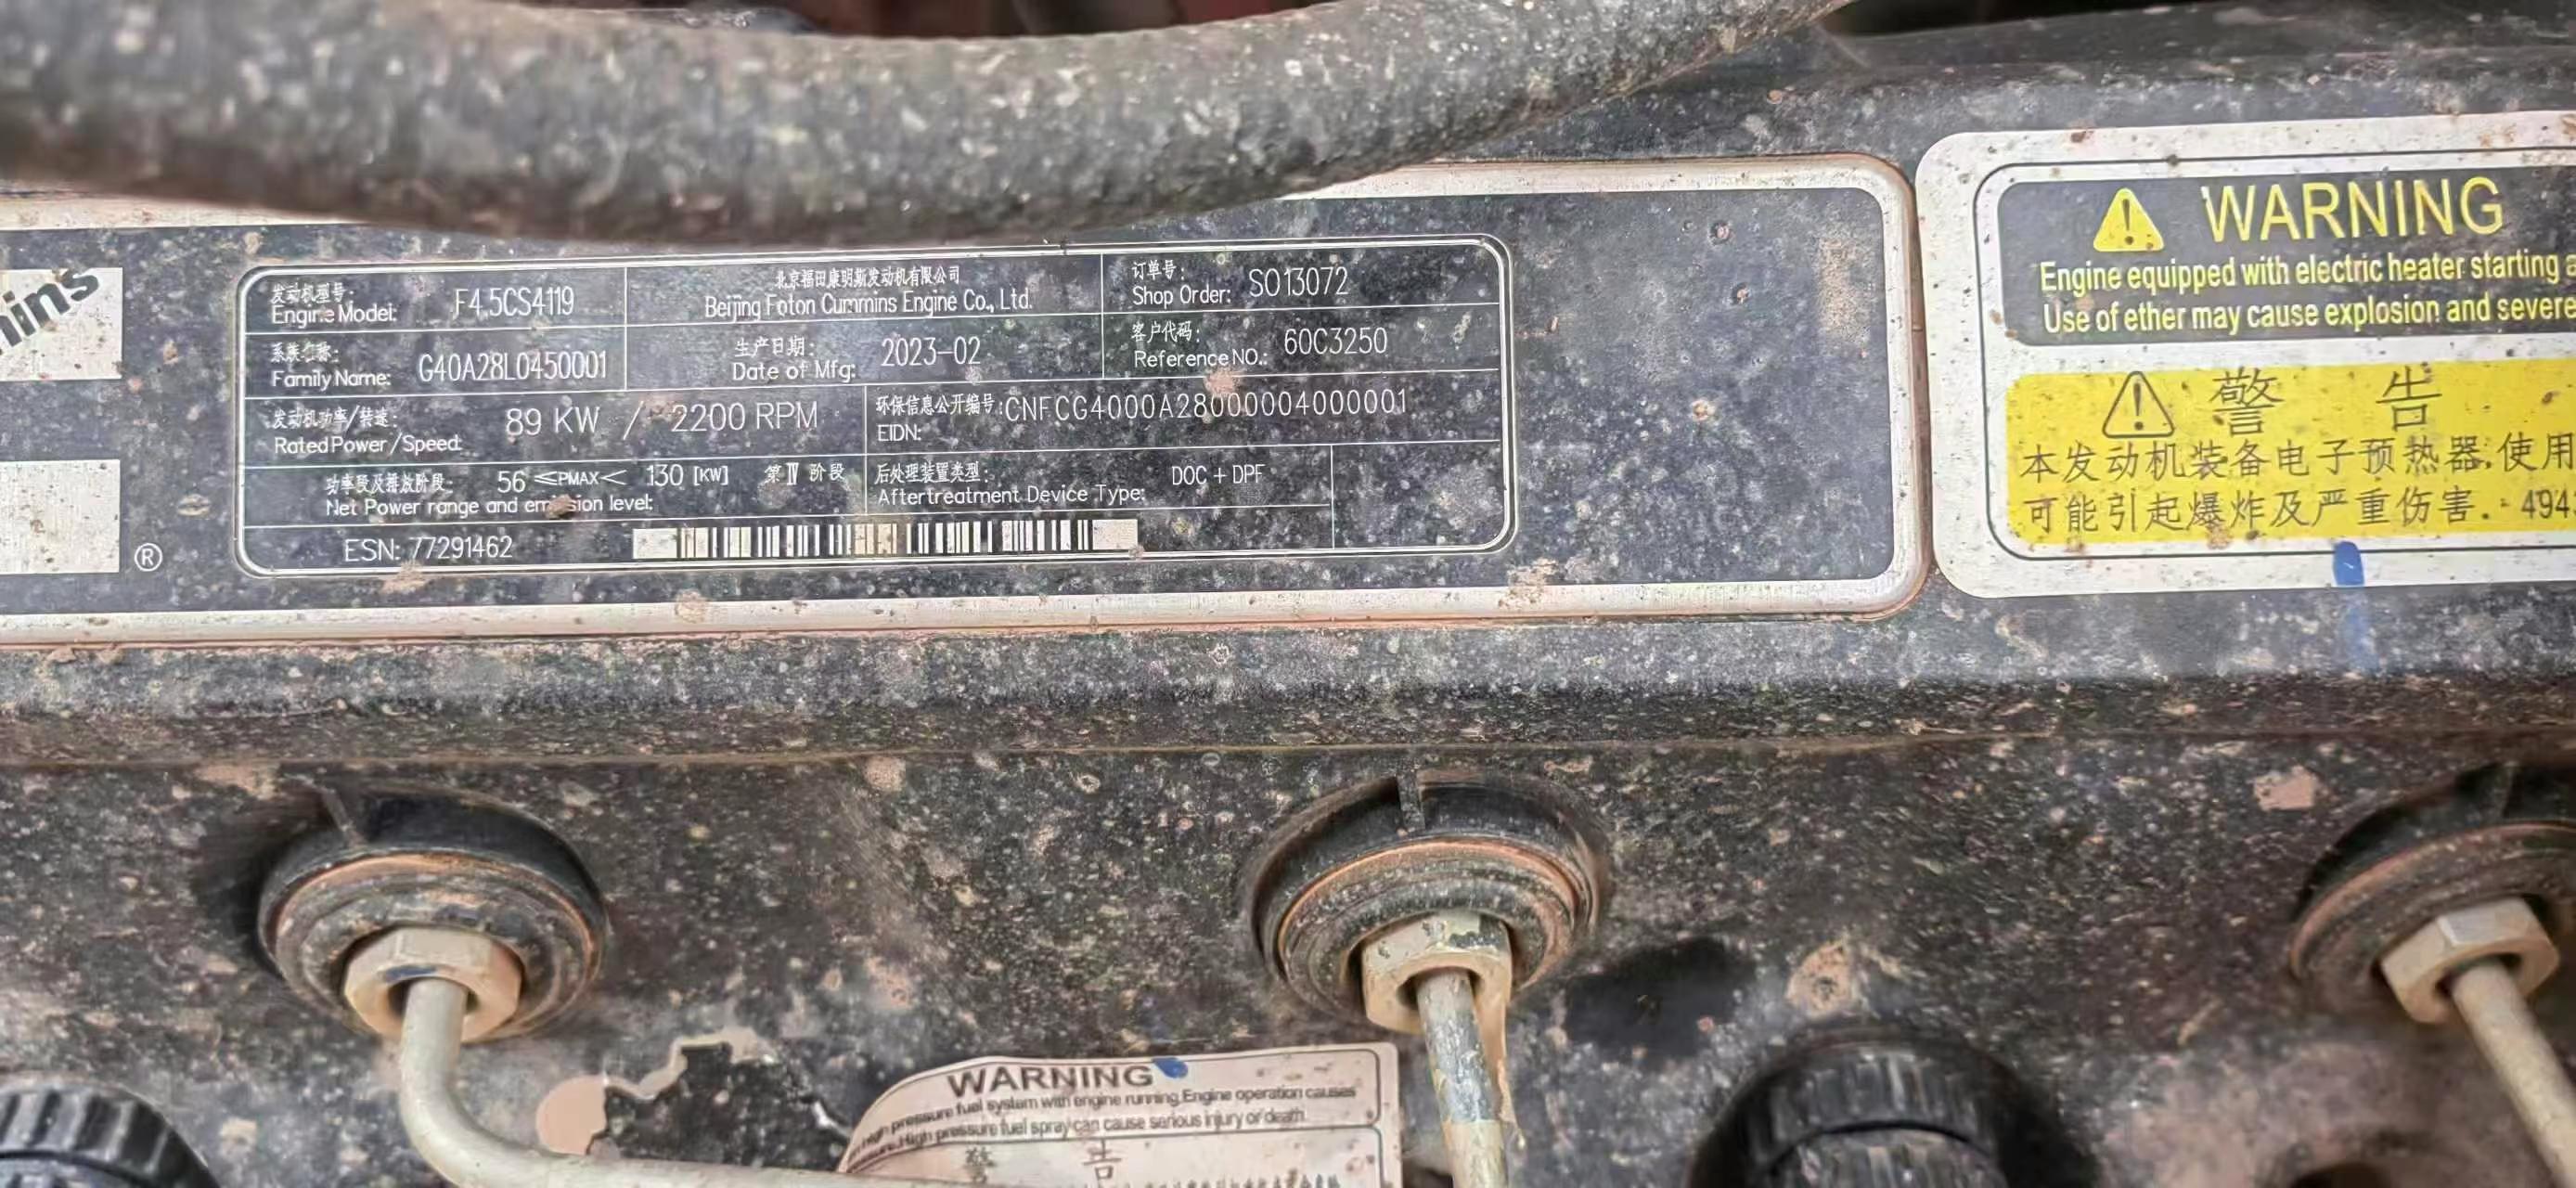 发动机型号:
Engine Model: F4.5CS4119
北京福田康明斯发动机有限公司
Beijing Foton Cummins Engine Co., Ltd.
订单号:
Shop Order: SO13072
系族名称:
Family Name: G40A28L0450D01
生产日期:
Date of Mfg: 2023-02
客户代码:
Reference NO.: 60C3250
发动机功率/转速:
Rated Power/Speed: 89 KW / 2200 RPM
环保信息公开编号:CNFCG4000A28000004000001
EIDN:
功率段及排放阶段: 56 ≤PMAX< 130 [KW] 第Ⅳ阶段
Net Power range and emission level:
后处理装置类型: DOC + DPF
Aftertreatment Device Type:
ESN: 77291462
®
WARNING
Engine equipped with electric heater starting
Use of ether may cause explosion and severe
警 告
本发动机装备电子预热器,使用
可能引起爆炸及严重伤害. 494
WARNING
high pressure fuel system with engine running. Engine operation causes
High pressure fuel spray can cause serious injury or death.
警 告